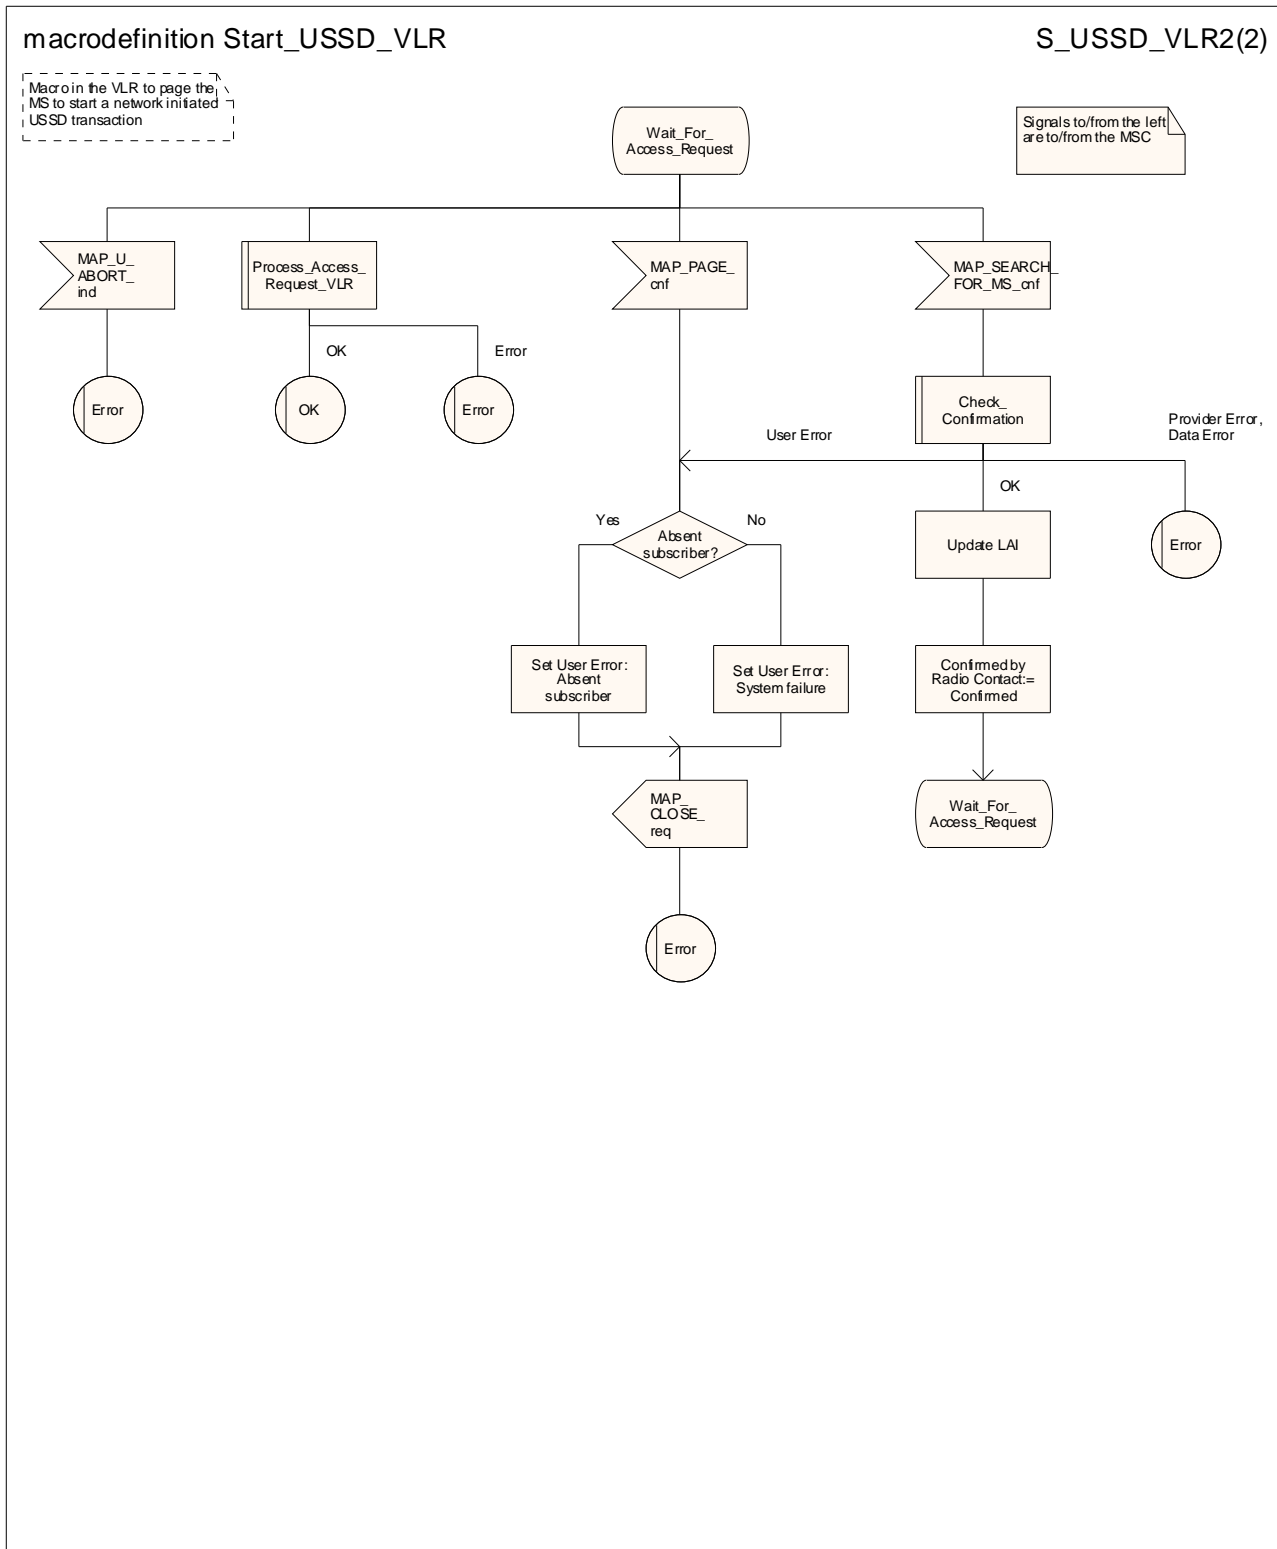 macrodefinition Start_USSD_VLR
S_USSD_VLR2(2)
Macro in the VLR to page the
MS to start a network initiated
USSD transaction
Wait_For_
Access_Request
Signals to/from the left
are to/from the MSC
MAP_U_
ABORT_
ind
Process_Access_
Request_VLR
MAP_PAGE_
cnf
MAP_SEARCH_
FOR_MS_cnf
OK
Error
Error
OK
Error
Check_
Confirmation
User Error
Provider Error,
Data Error
OK
Yes
No
Absent
subscriber?
Update LAI
Error
Set User Error:
Absent
subscriber
Set User Error:
System failure
Confirmed by
Radio Contact:=
Confirmed
MAP_
CLOSE_
req
Wait_For_
Access_Request
Error